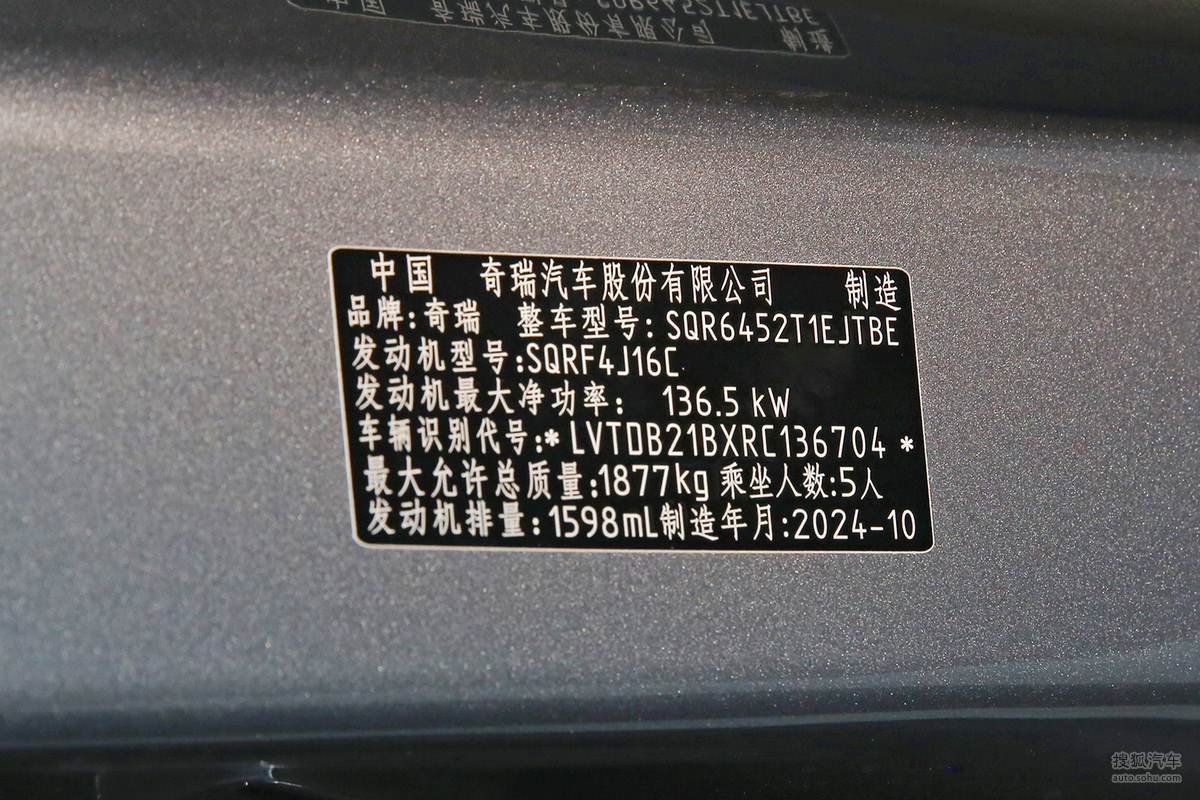 中国 奇瑞汽车股份有限公司 制造
品牌:奇瑞 整车型号:SQR6452T1EJTBE
发动机型号:SQRF4J16C
发动机最大净功率: 136.5 kW
车辆识别代号:*LVTDB21BXRC136704*
最大允许总质量:1877kg 乘坐人数:5人
发动机排量:1598mL制造年月:2024-10
搜狐汽车
auto.sohu.com